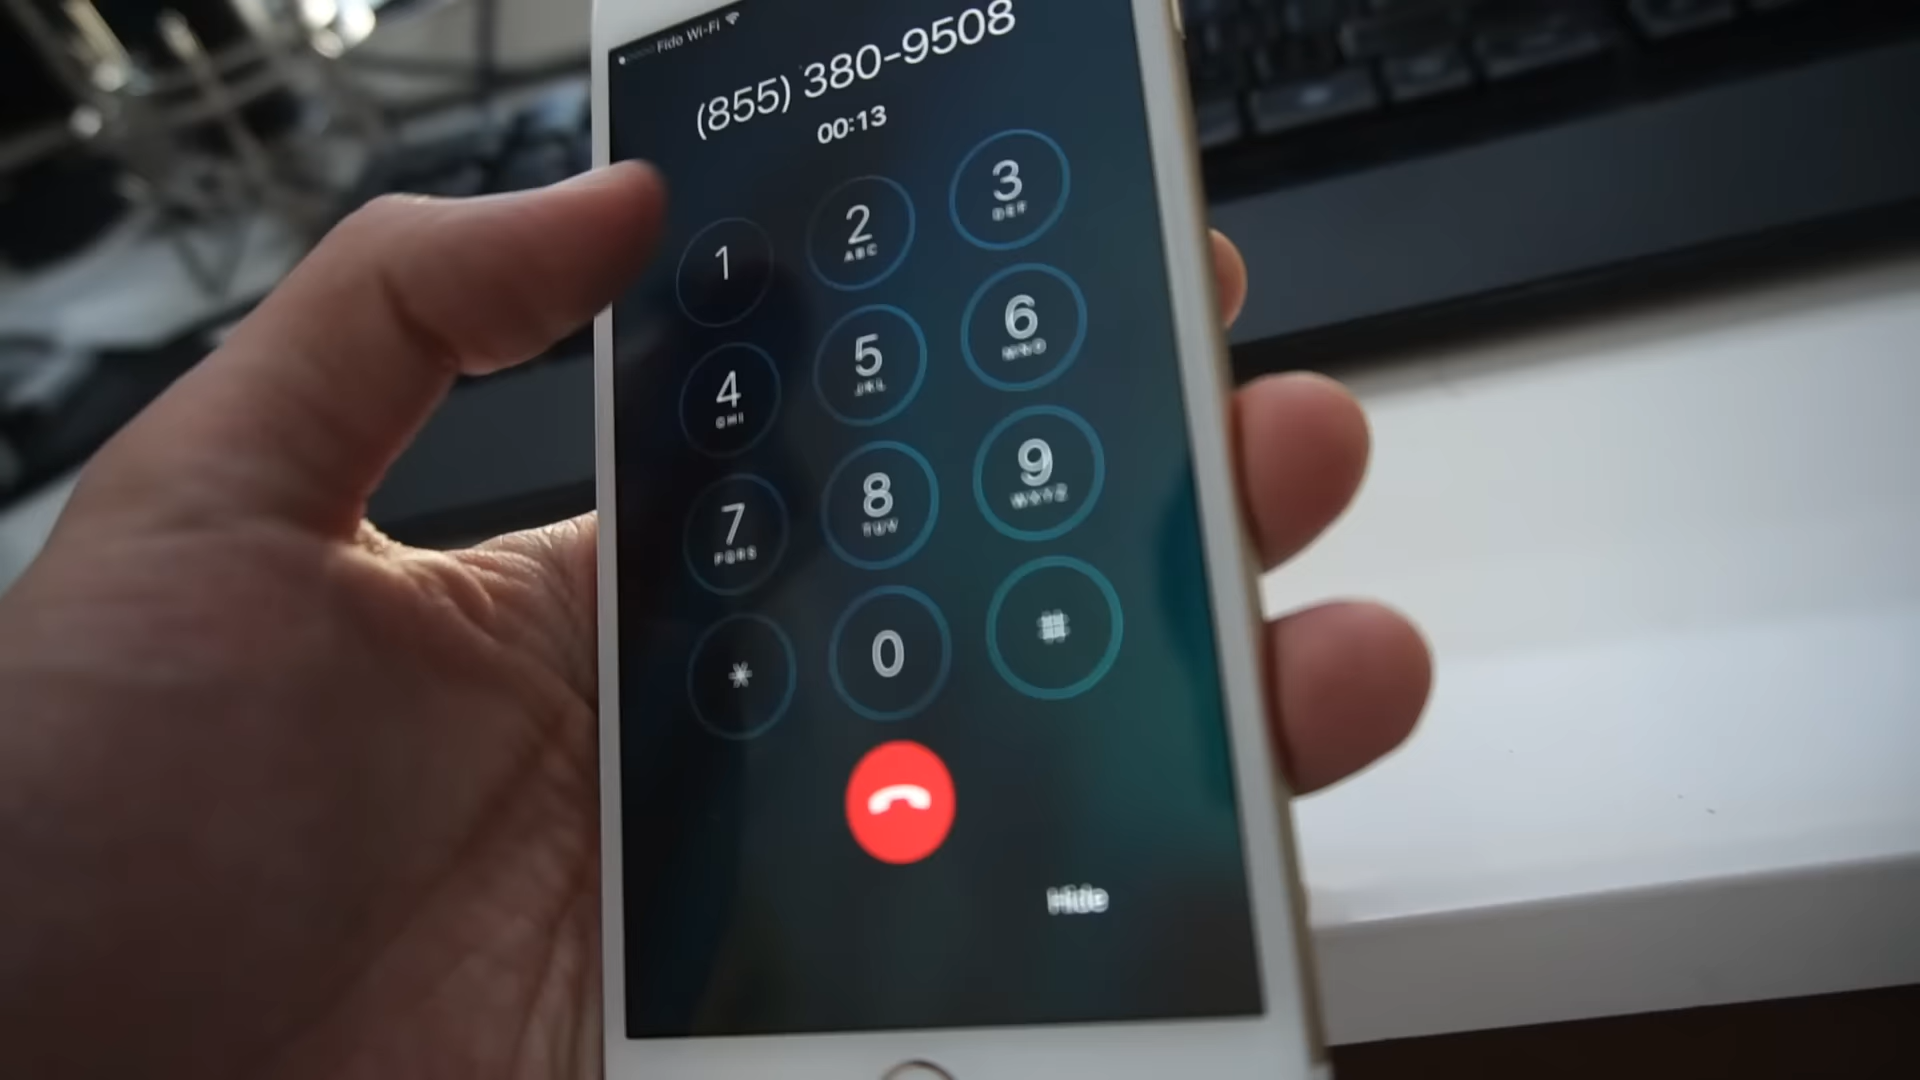 Fido Wi-Fi
(855) 380-9508
00:13
1 2 3
ABC DEF
4 5 6
GHI JKL MNO
7 8 9
PQRS TUV WXYZ
* 0 #
Hide